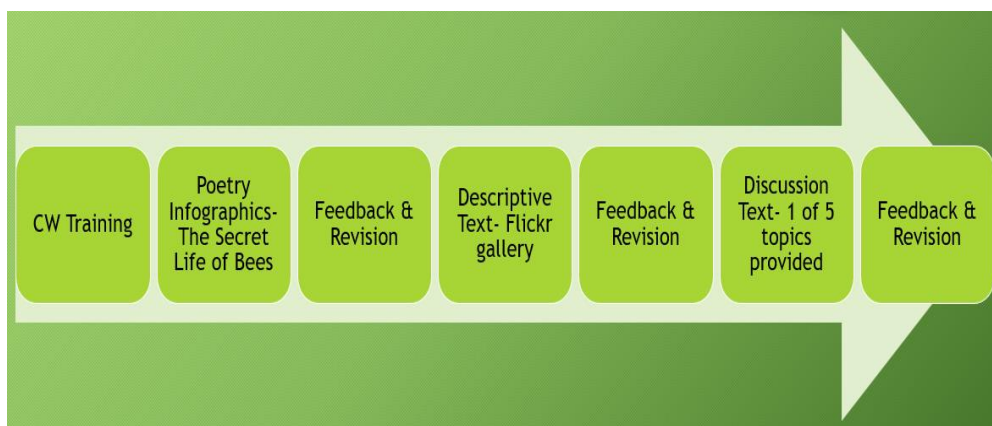 CW Training
Poetry
Infographics-
The Secret
Life of Bees
Feedback &
Revision
Descriptive
Text- Flickr
gallery
Feedback &
Revision
Discussion
Text- 1 of 5
topics
provided
Feedback &
Revision